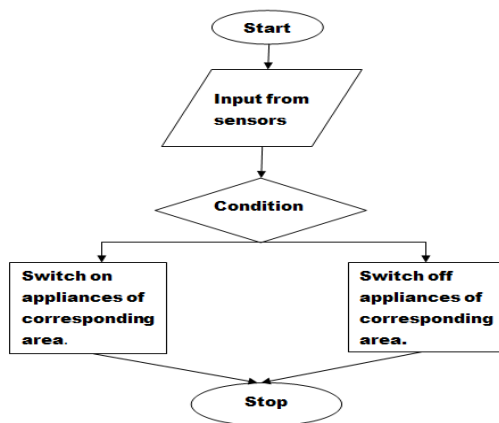 Start
Input from
sensors
Condition
Switch on
appliances of
corresponding
area.
Switch off
appliances of
corresponding
area.
Stop